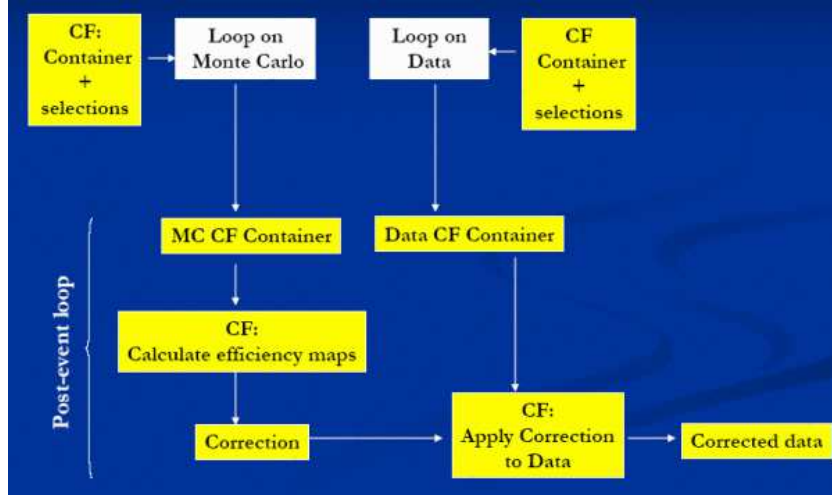 CF:
Container
+
selections
Loop on
Monte Carlo
Loop on
Data
CF
Container
+
selections
MC CF Container
Data CF Container
Post-event loop
CF:
Calculate efficiency maps
Correction
CF:
Apply Correction
to Data
Corrected data